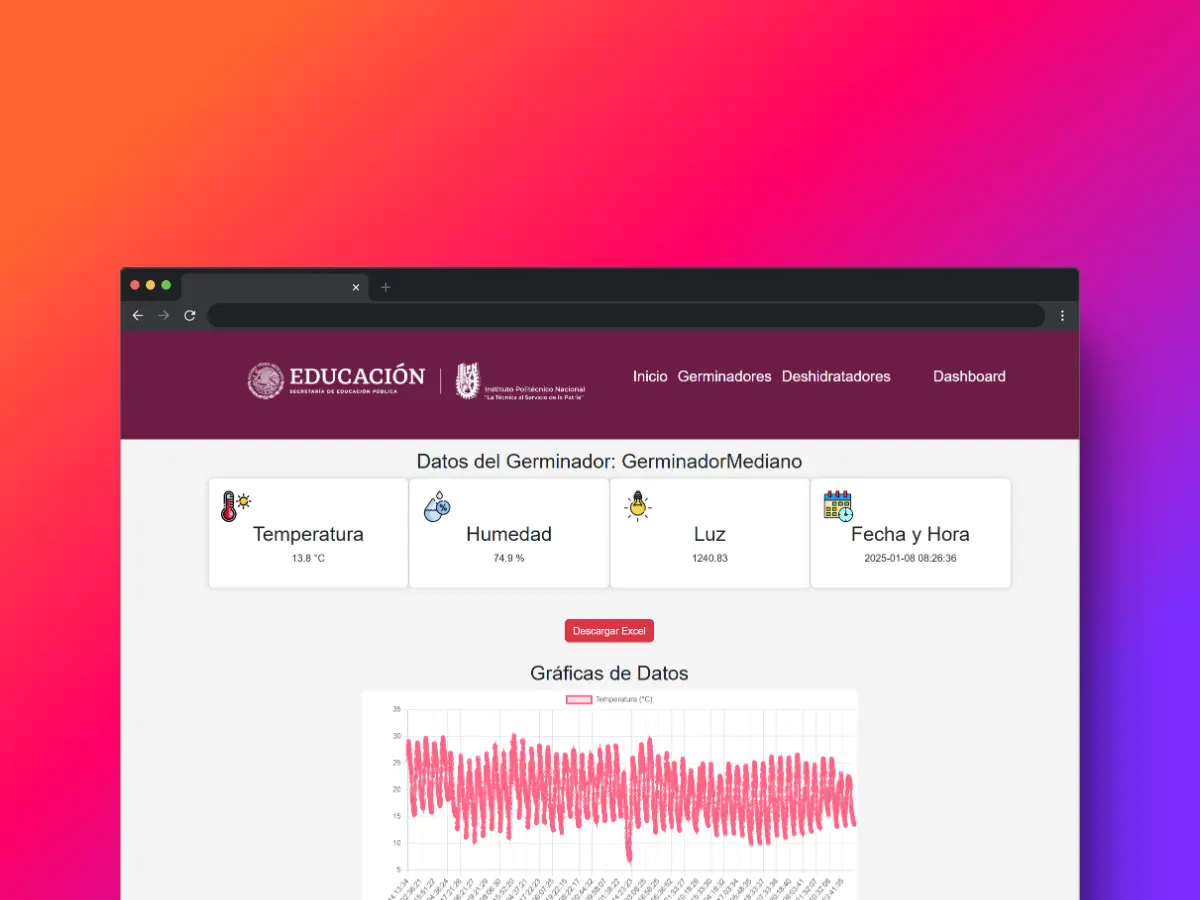 EDUCACIÓN
SECRETARÍA DE EDUCACIÓN PÚBLICA
Instituto Politécnico Nacional
"La Técnica al Servicio de la Patria"
Inicio Germinadores Deshidratadores Dashboard
Datos del Germinador: GerminadorMediano
Temperatura Humedad Luz Fecha y Hora
13.8 °C 74.9 % 1240.83 2025-01-08 08:26:36
Descargar Excel
Gráficas de Datos
Temperatura (°C)
35
30
25
20
15
10
5